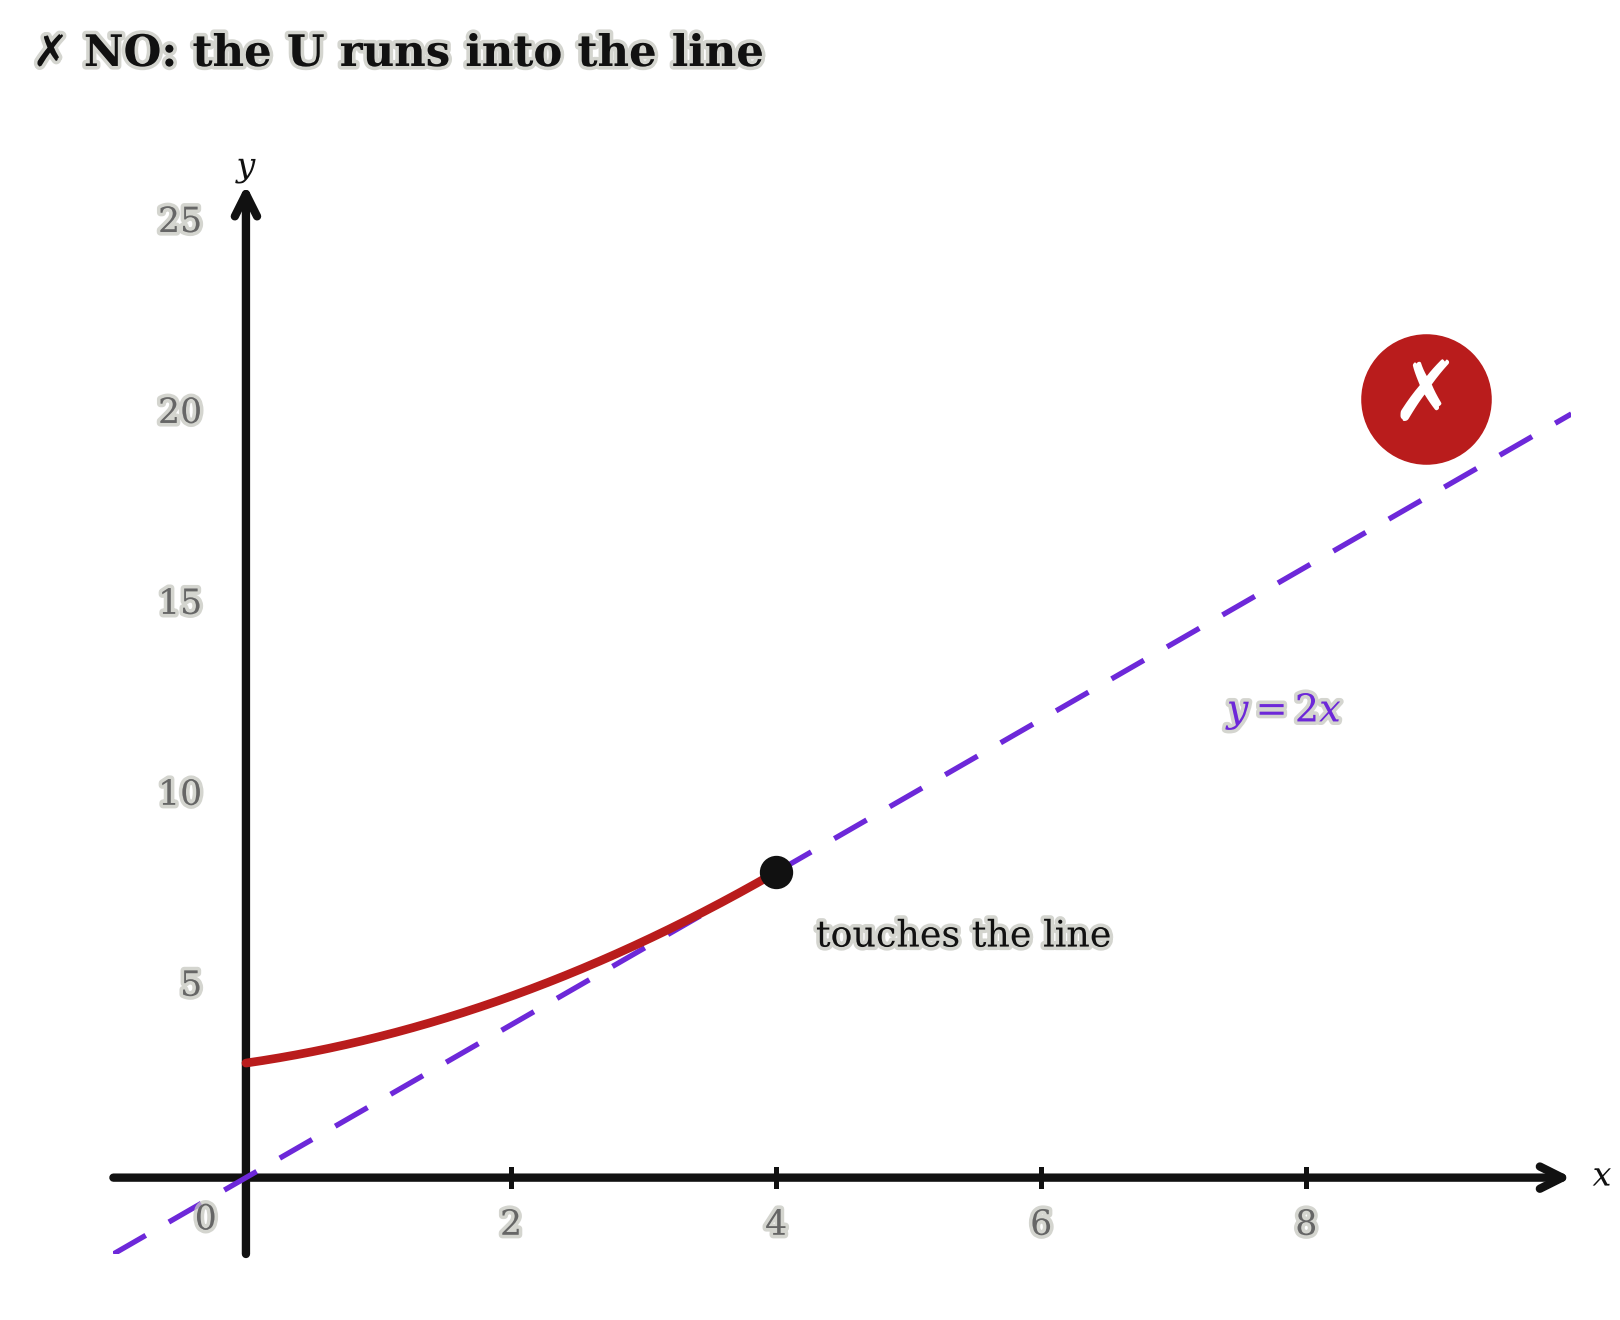 ✗ NO: the U runs into the line
y
25
20
✗
15
y = 2x
10
touches the line
5
x
0
2 4 6 8